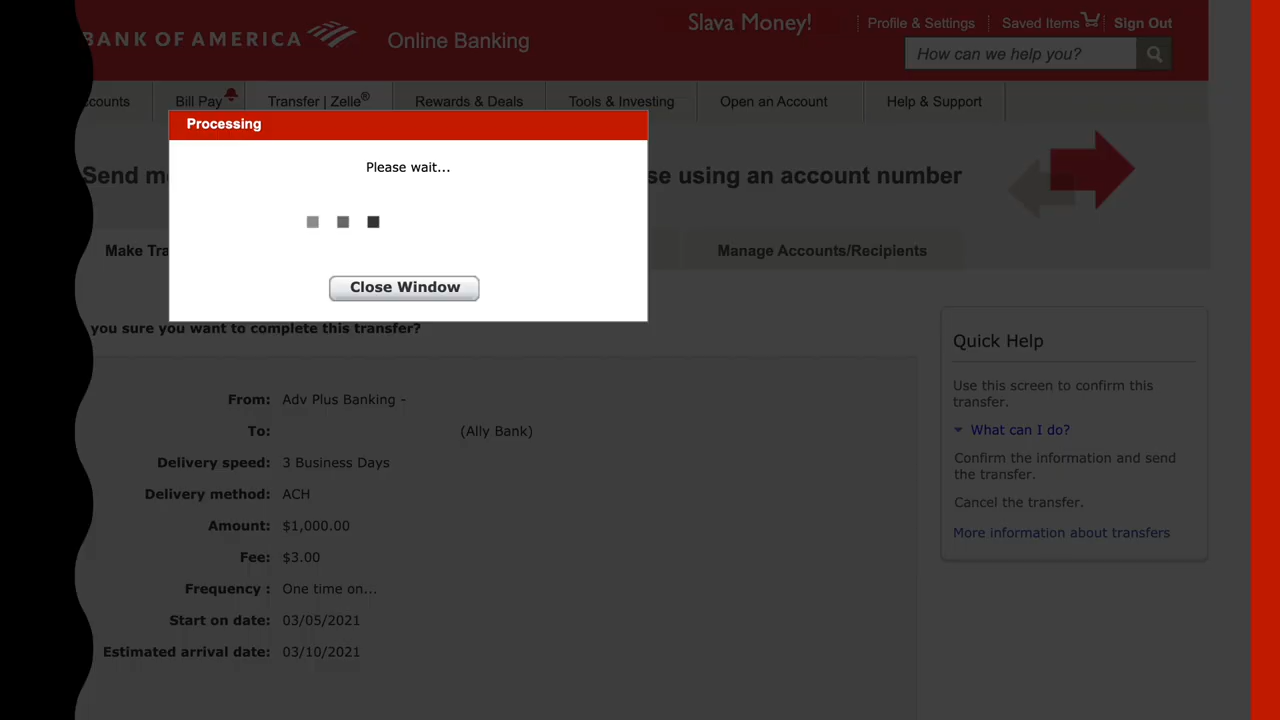 BANK OF AMERICA
Online Banking
Slava Money!
Profile & Settings
Saved Items
Sign Out
How can we help you?
ccounts
Bill Pay
Transfer | Zelle®
Rewards & Deals
Tools & Investing
Open an Account
Help & Support
Processing
Please wait...
Close Window
Send m
se using an account number
Make Tra
Manage Accounts/Recipients
you sure you want to complete this transfer?
From: Adv Plus Banking -
To: (Ally Bank)
Delivery speed: 3 Business Days
Delivery method: ACH
Amount: $1,000.00
Fee: $3.00
Frequency : One time on...
Start on date: 03/05/2021
Estimated arrival date: 03/10/2021
Quick Help
Use this screen to confirm this
transfer.
What can I do?
Confirm the information and send
the transfer.
Cancel the transfer.
More information about transfers